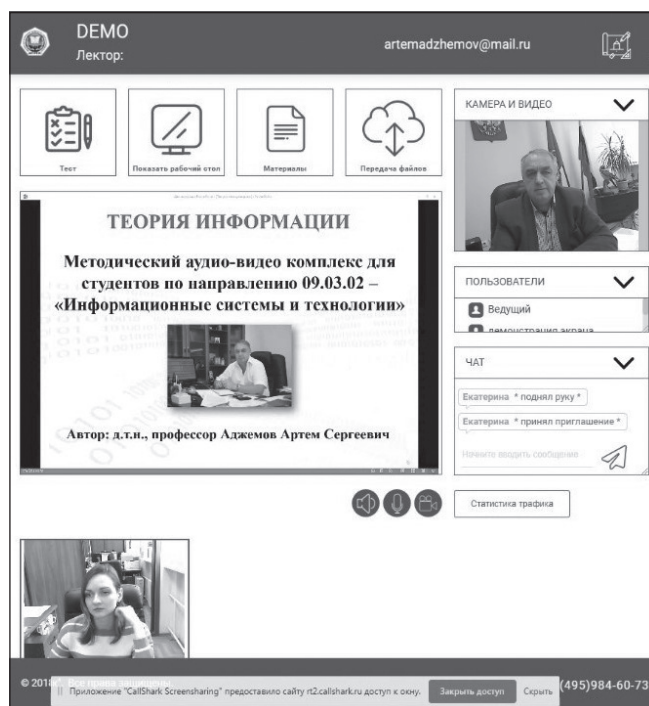 DEMO
Лектор:
artemadzhemov@mail.ru
Тест
Показать рабочий стол
Материалы
Передача файлов
КАМЕРА И ВИДЕО
ТЕОРИЯ ИНФОРМАЦИИ
Методический аудио-видео комплекс для
студентов по направлению 09.03.02 –
«Информационные системы и технологии»
Автор: д.т.н., профессор Аджемов Артем Сергеевич
ПОЛЬЗОВАТЕЛИ
Ведущий
демонстрация экрана
ЧАТ
Екатерина * поднял руку *
Екатерина * принял приглашение *
Начните вводить сообщение
Статистика трафика
© 2018г. Все права защищены.
Приложение "CallShark Screensharing" предоставило сайту rt2.callshark.ru доступ к окну.
Закрыть доступ
Скрыть
(495)984-60-73